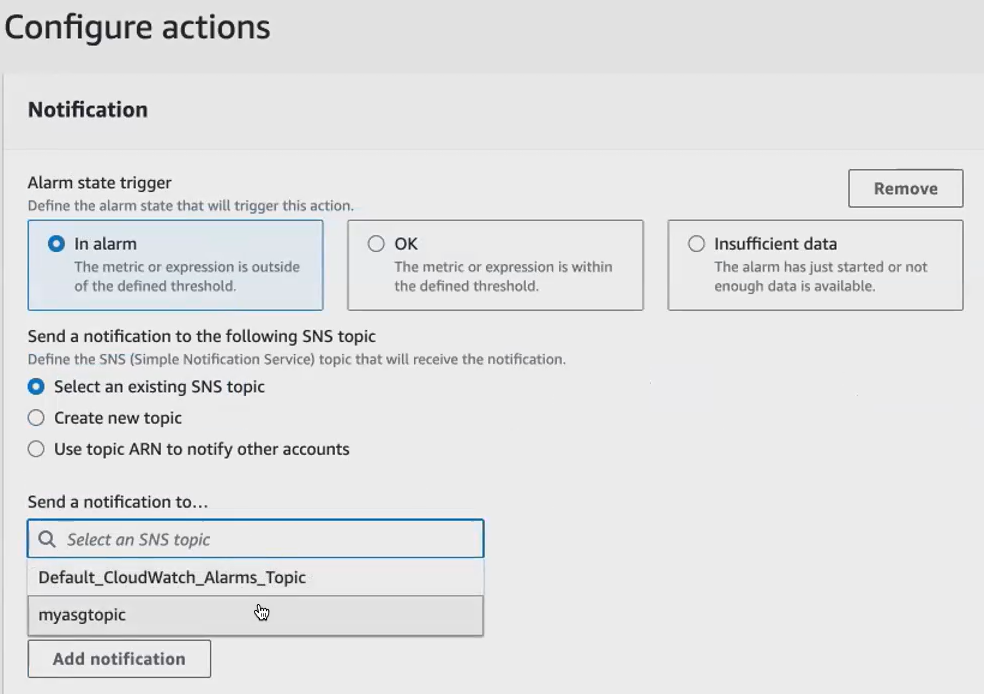 Configure actions
Notification
Alarm state trigger
Remove
Define the alarm state that will trigger this action.
In alarm
The metric or expression is outside
of the defined threshold.
OK
The metric or expression is within
the defined threshold.
Insufficient data
The alarm has just started or not
enough data is available.
Send a notification to the following SNS topic
Define the SNS (Simple Notification Service) topic that will receive the notification.
Select an existing SNS topic
Create new topic
Use topic ARN to notify other accounts
Send a notification to…
Select an SNS topic
Default_CloudWatch_Alarms_Topic
myasgtopic
Add notification